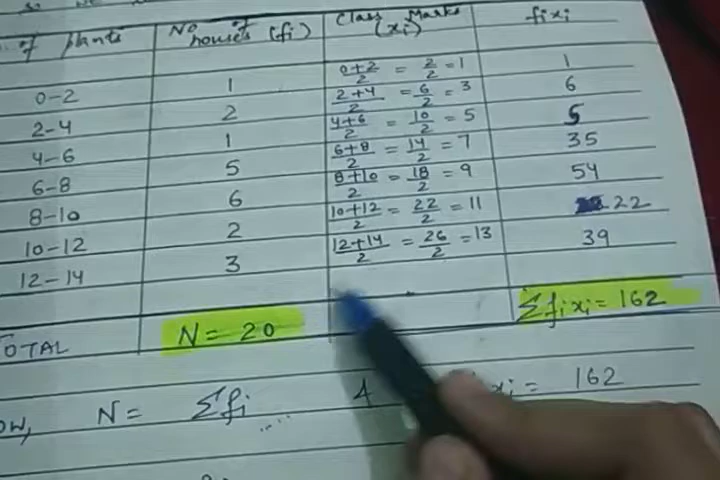 of plants No of houses (fi) Class Marks (xi) fixi
0-2 1 0+2/2 = 2/2 = 1 1
2-4 2 2+4/2 = 6/2 = 3 6
4-6 1 4+6/2 = 10/2 = 5 5
6-8 5 6+8/2 = 14/2 = 7 35
8-10 6 8+10/2 = 18/2 = 9 54
10-12 2 10+12/2 = 22/2 = 11 22
12-14 3 12+14/2 = 26/2 = 13 39
TOTAL N = 20 Σfixi = 162
N = Σfi .... xi = 162